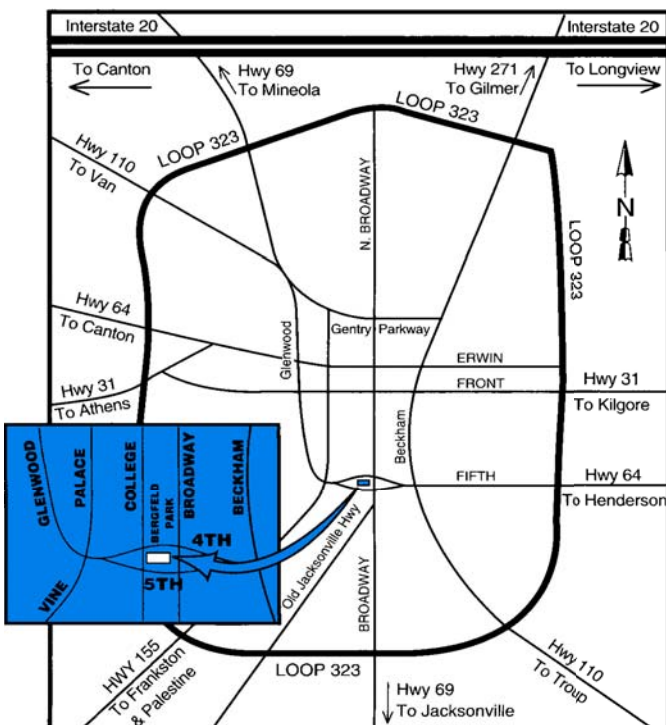 Interstate 20
Interstate 20
To Canton
Hwy 69
To Mineola
Hwy 271
To Gilmer
To Longview
LOOP 323
LOOP 323
Hwy 110
To Van
N. BROADWAY
N
LOOP 323
Hwy 64
To Canton
Glenwood
Gentry Parkway
ERWIN
FRONT
Hwy 31
To Athens
Hwy 31
To Kilgore
Beckham
FIFTH
Hwy 64
To Henderson
GLENWOOD
PALACE
COLLEGE
BERGFELD
PARK
BROADWAY
BECKHAM
4TH
5TH
VINE
Old Jacksonville Hwy
BROADWAY
HWY 155
To Frankston
& Palestine
LOOP 323
Hwy 69
To Jacksonville
Hwy 110
To Troup